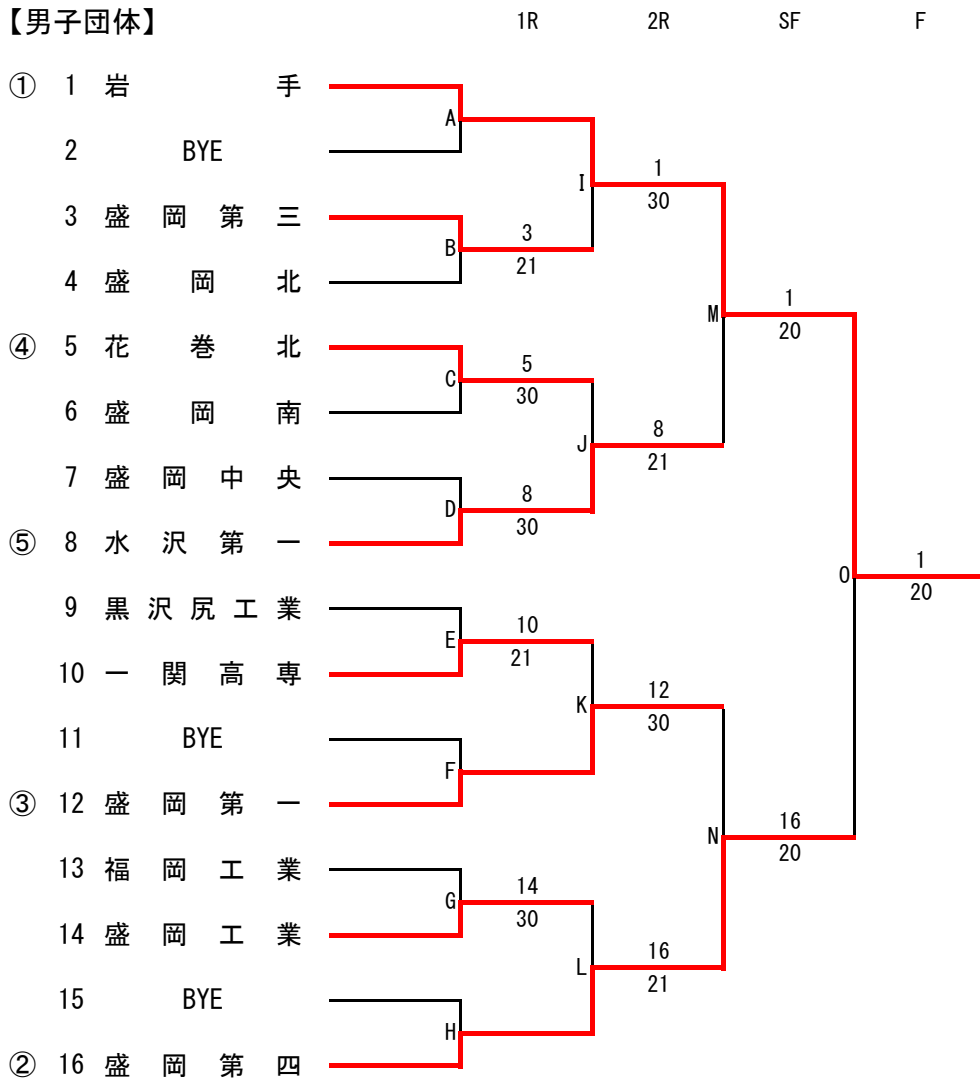 【男子団体】 1R 2R SF F
① 1 岩 手
A
2 BYE
I 1
30
3 盛 岡 第 三
B 3
21
4 盛 岡 北
M 1
20
④ 5 花 巻 北
C 5
30
6 盛 岡 南
J 8
21
7 盛 岡 中 央
D 8
30
⑤ 8 水 沢 第 一
O 1
20
9 黒 沢 尻 工 業
E 10
21
10 一 関 高 専
K 12
30
11 BYE
F
③ 12 盛 岡 第 一
N 16
20
13 福 岡 工 業
G 14
30
14 盛 岡 工 業
L 16
21
15 BYE
H
② 16 盛 岡 第 四